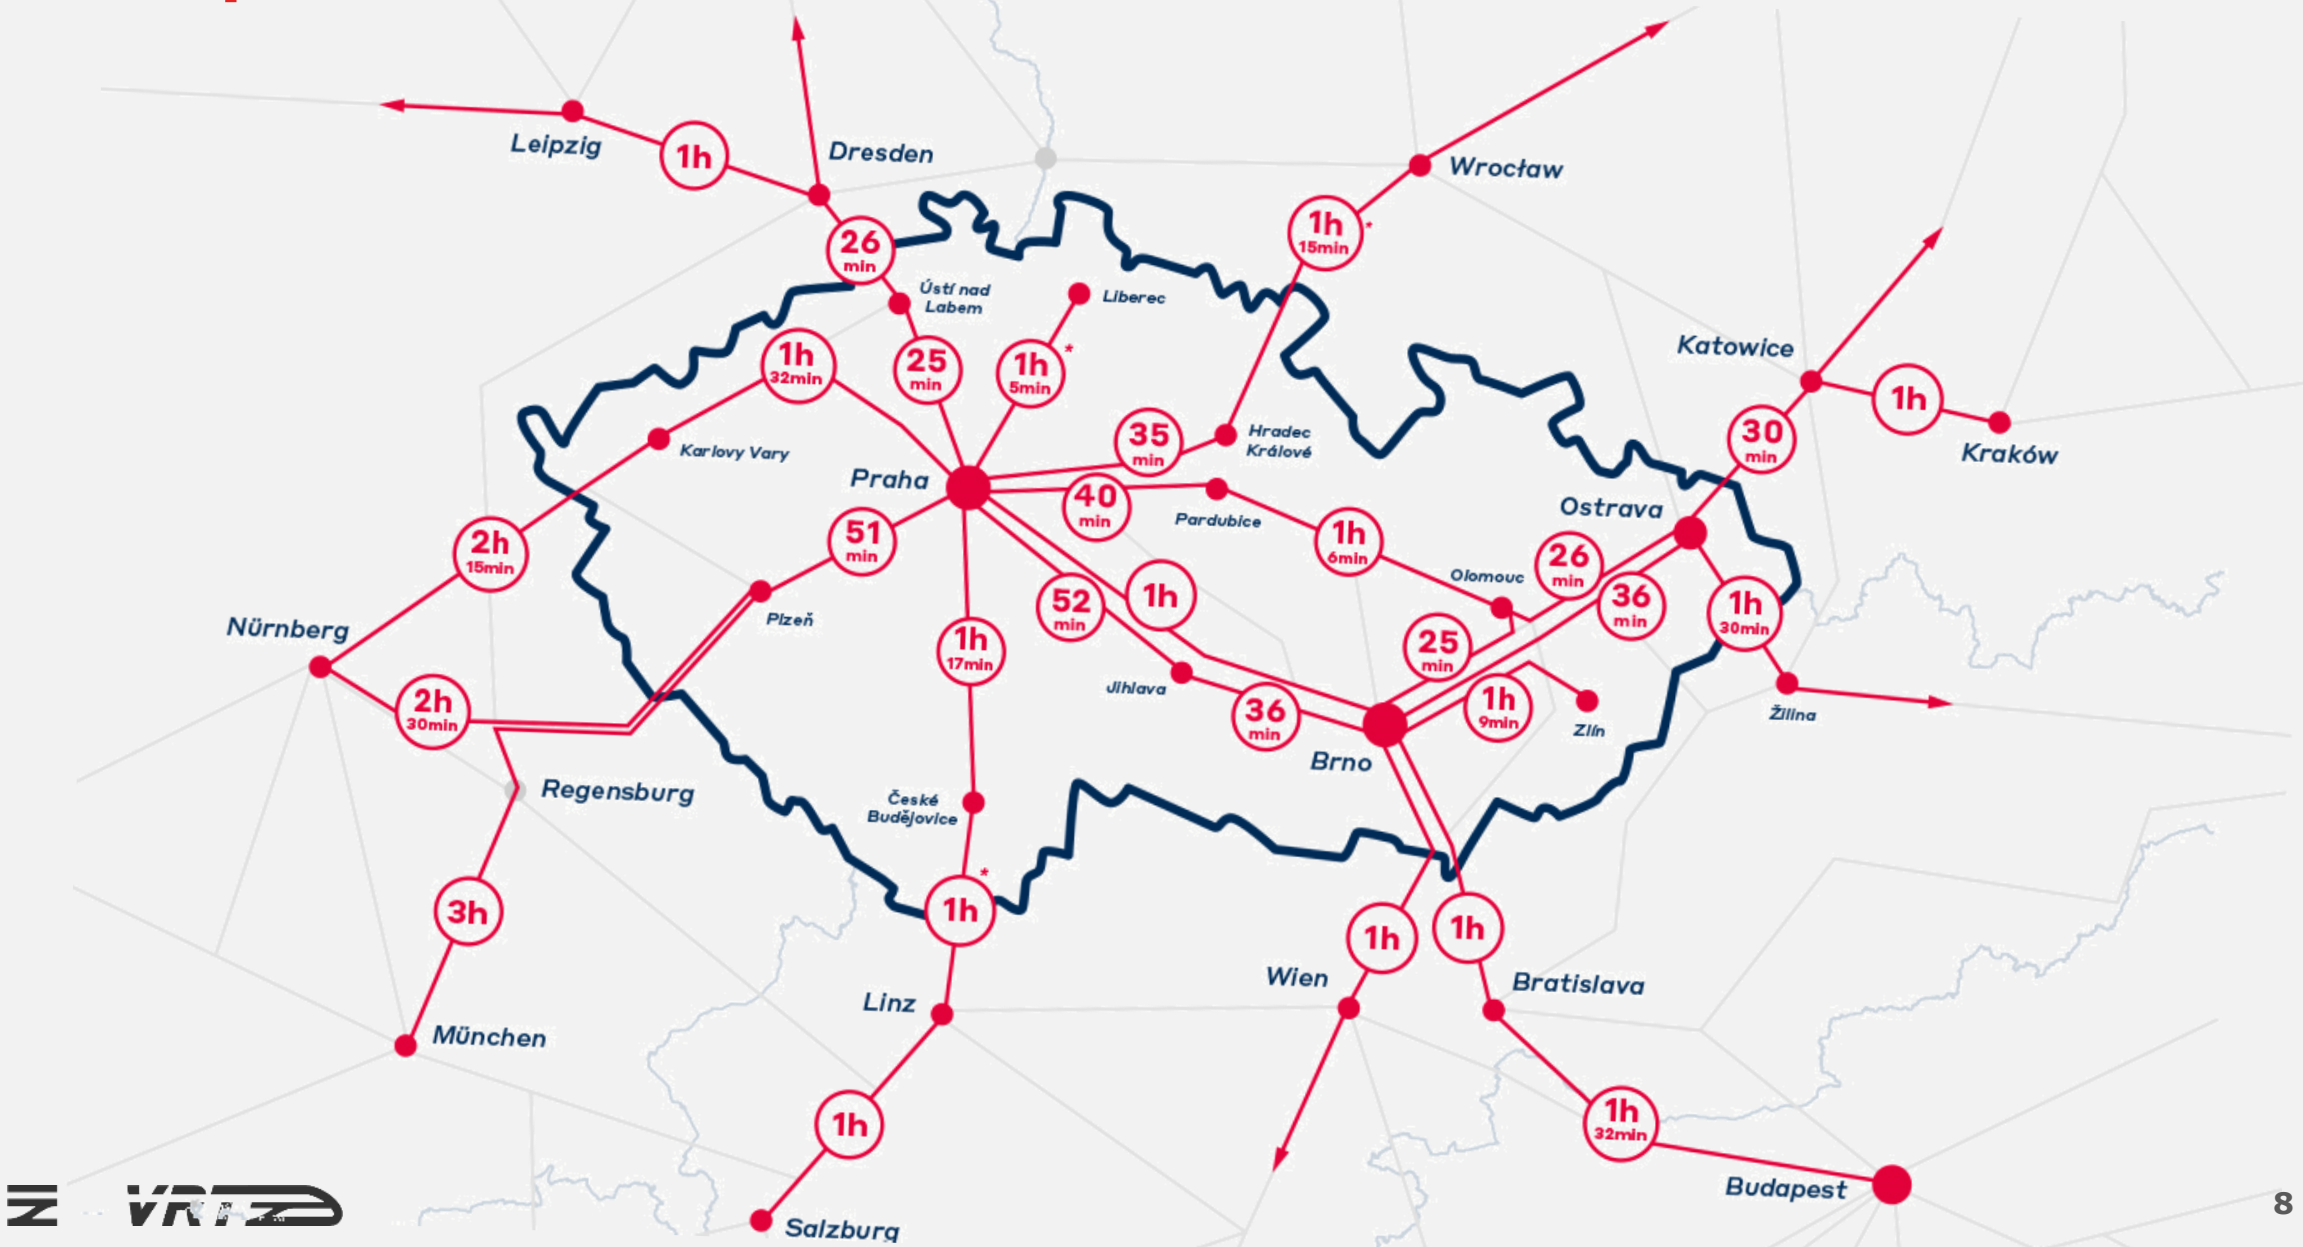 Leipzig
1h
Dresden
26
min
Ústí nad
Labem
25
min
1h
5min
*
Liberec
1h
15min
*
Wrocław
1h
32min
Karlovy Vary
Praha
35
min
Hradec
Králové
40
min
Pardubice
1h
6min
Olomouc
26
min
Ostrava
30
min
Katowice
1h
Kraków
2h
15min
51
min
Plzeň
Nürnberg
2h
30min
Regensburg
3h
München
1h
17min
52
min
1h
Jihlava
36
min
25
min
36
min
1h
9min
Zlín
1h
30min
Žilina
Brno
České
Budějovice
1h
*
Linz
1h
Salzburg
1h
Wien
1h
Bratislava
1h
32min
Budapest
VRT
8